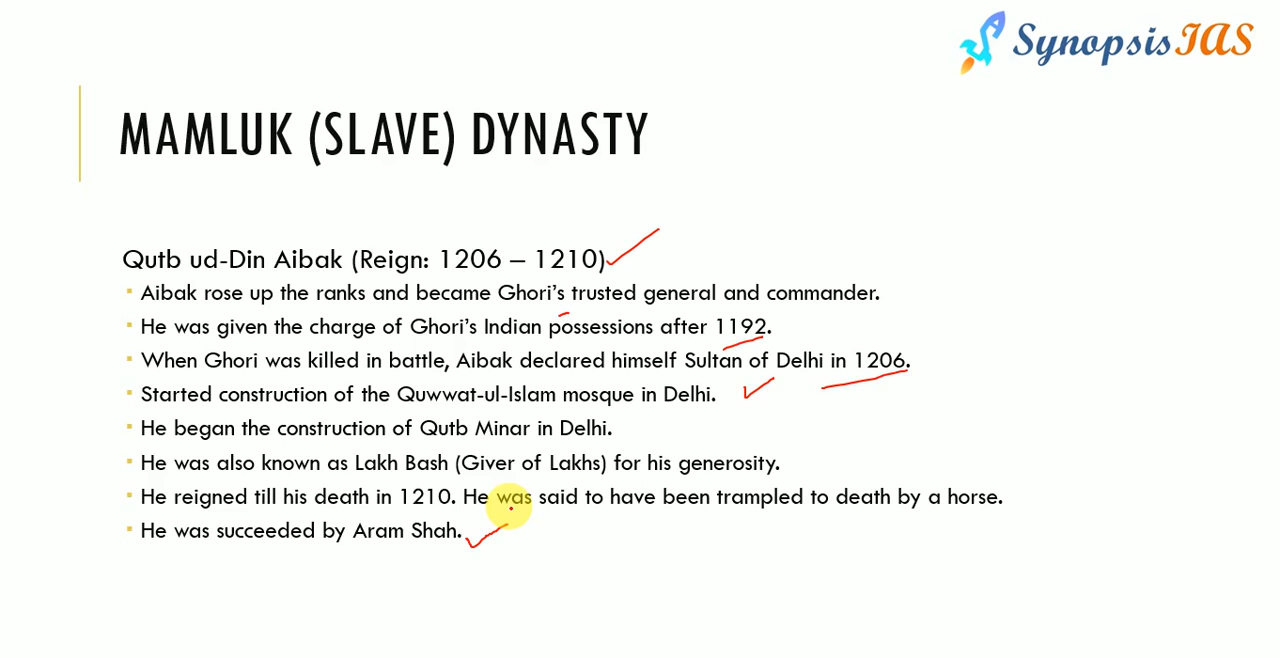 SynopsisIAS
MAMLUK (SLAVE) DYNASTY
Qutb ud-Din Aibak (Reign: 1206 – 1210)
Aibak rose up the ranks and became Ghori’s trusted general and commander.
He was given the charge of Ghori’s Indian possessions after 1192.
When Ghori was killed in battle, Aibak declared himself Sultan of Delhi in 1206.
Started construction of the Quwwat-ul-Islam mosque in Delhi.
He began the construction of Qutb Minar in Delhi.
He was also known as Lakh Bash (Giver of Lakhs) for his generosity.
He reigned till his death in 1210. He was said to have been trampled to death by a horse.
He was succeeded by Aram Shah.